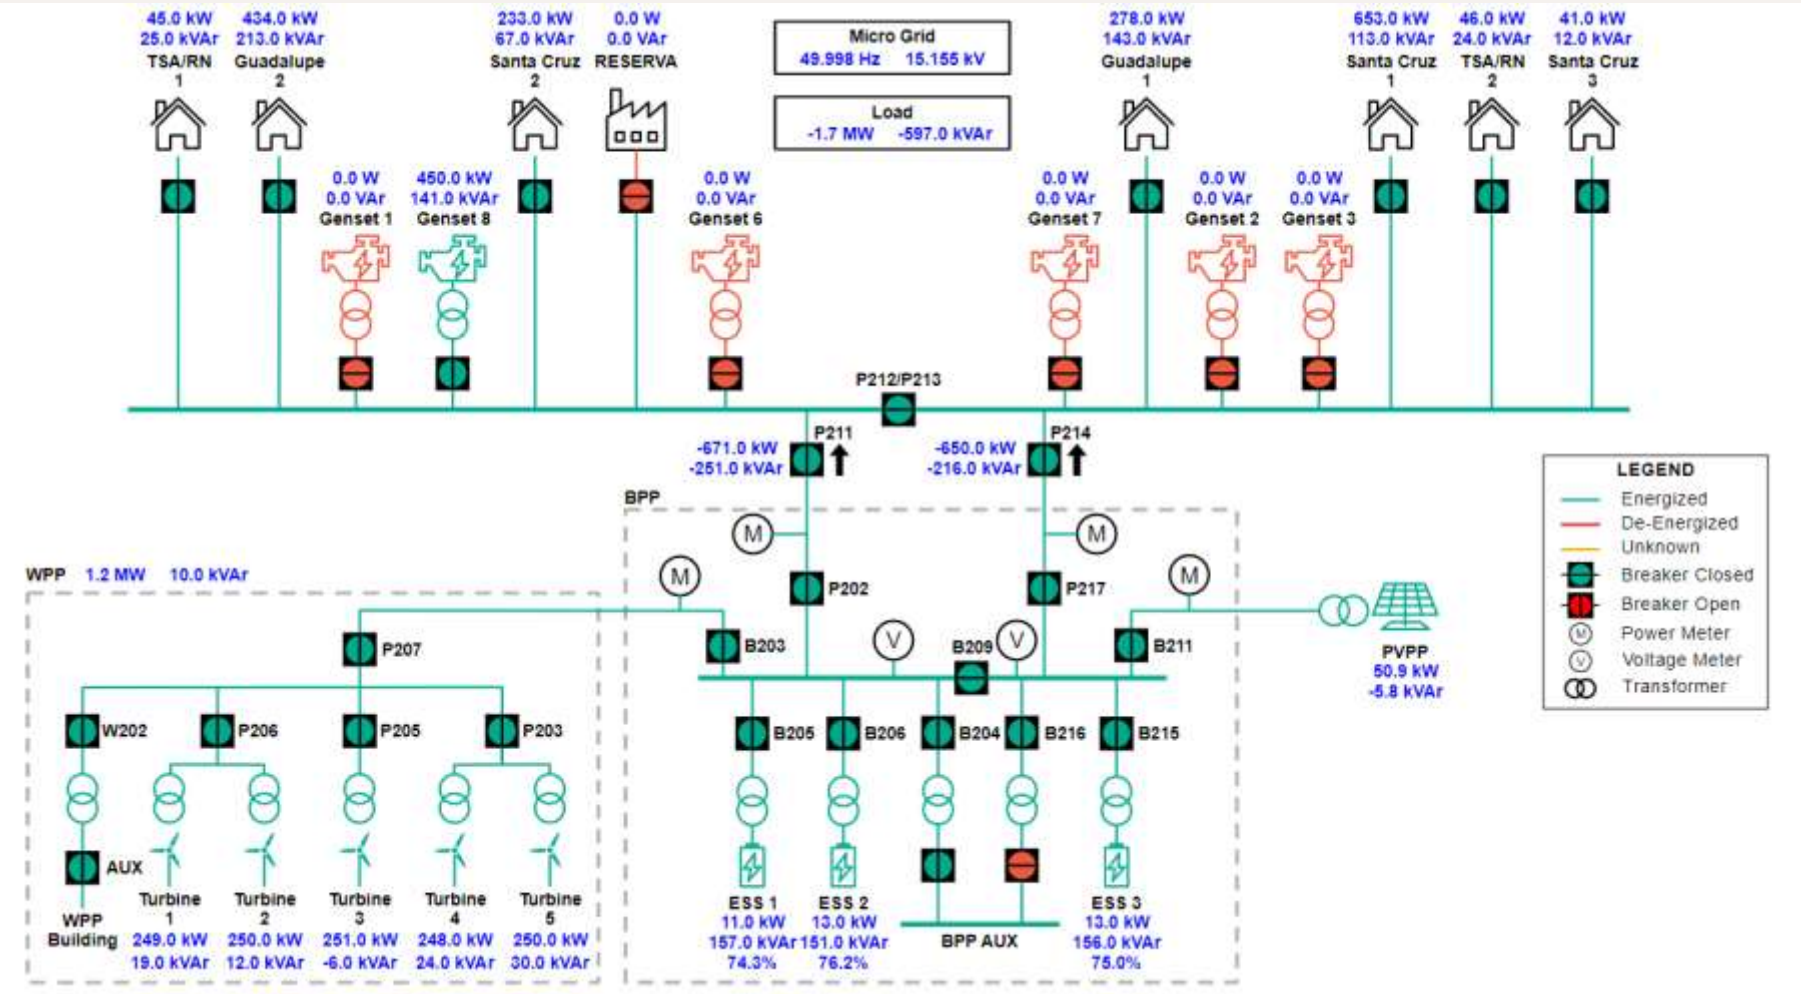 45.0 kW
25.0 kVAr
TSA/RN
1
434.0 kW
213.0 kVAr
Guadalupe
2
233.0 kW
67.0 kVAr
Santa Cruz
2
0.0 W
0.0 VAr
RESERVA
Micro Grid
49.998 Hz 15.155 kV
Load
-1.7 MW -597.0 kVAr
278.0 kW
143.0 kVAr
Guadalupe
1
653.0 kW
113.0 kVAr
Santa Cruz
1
46.0 kW
24.0 kVAr
TSA/RN
2
41.0 kW
12.0 kVAr
Santa Cruz
3
0.0 W
0.0 VAr
Genset 1
450.0 kW
141.0 kVAr
Genset 8
0.0 W
0.0 VAr
Genset 6
0.0 W
0.0 VAr
Genset 7
0.0 W
0.0 VAr
Genset 2
0.0 W
0.0 VAr
Genset 3
P212/P213
P211
-671.0 kW
-251.0 kVAr
P214
-650.0 kW
-216.0 kVAr
BPP
M
M
P202
P217
M
M
B203
V
B209
V
B211
PVPP
50.9 kW
-5.8 kVAr
LEGEND
Energized
De-Energized
Unknown
Breaker Closed
Breaker Open
M Power Meter
V Voltage Meter
Transformer
WPP 1.2 MW 10.0 kVAr
P207
W202
P206
P205
P203
AUX
WPP
Building
Turbine
1
249.0 kW
19.0 kVAr
Turbine
2
250.0 kW
12.0 kVAr
Turbine
3
251.0 kW
-6.0 kVAr
Turbine
4
248.0 kW
24.0 kVAr
Turbine
5
250.0 kW
30.0 kVAr
B205
B206
B204
B216
B215
ESS 1
11.0 kW
157.0 kVAr
74.3%
ESS 2
13.0 kW
151.0 kVAr
76.2%
BPP AUX
ESS 3
13.0 kW
156.0 kVAr
75.0%